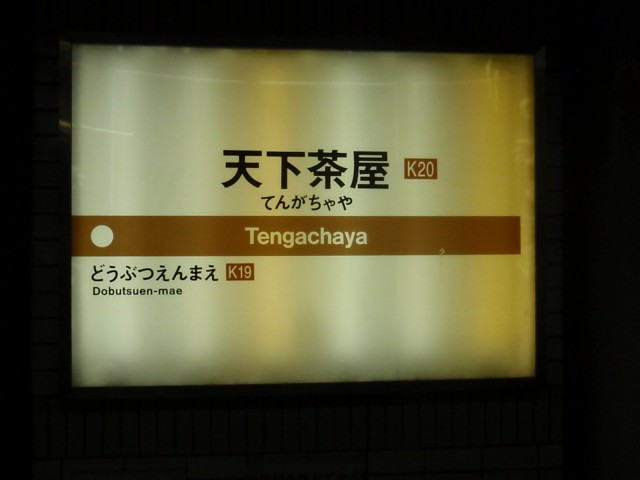 天下茶屋 K20
てんがちゃや
Tengachaya
どうぶつえんまえ K19
Dobutsuen-mae